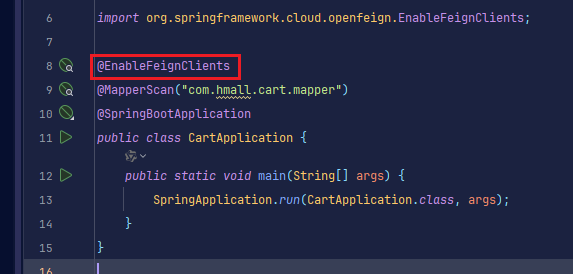 6 import org.springframework.cloud.openfeign.EnableFeignClients;
7
8 @EnableFeignClients
9 @MapperScan("com.hmall.cart.mapper")
10 @SpringBootApplication
11 public class CartApplication {
12 public static void main(String[] args) {
13 SpringApplication.run(CartApplication.class, args);
14 }
15 }
16